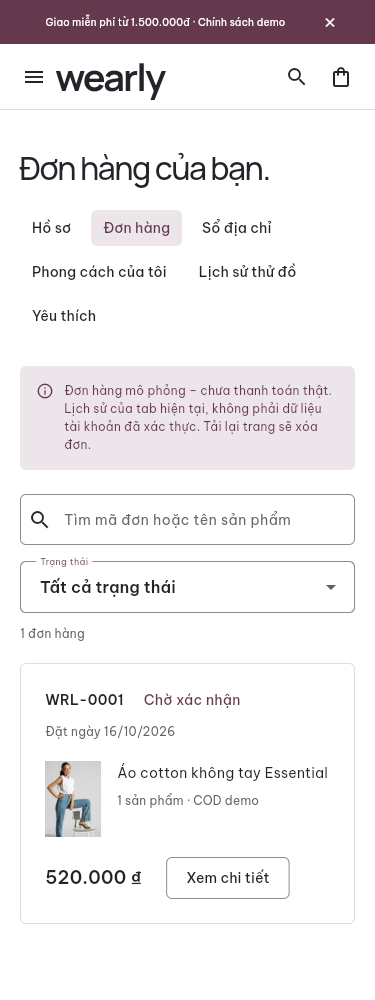 Giao miễn phí từ 1.500.000đ · Chính sách demo
wearly
Đơn hàng của bạn.
Hồ sơ
Đơn hàng
Sổ địa chỉ
Phong cách của tôi
Lịch sử thử đồ
Yêu thích
Đơn hàng mô phỏng – chưa thanh toán thật.
Lịch sử của tab hiện tại, không phải dữ liệu
tài khoản đã xác thực. Tải lại trang sẽ xóa
đơn.
Tìm mã đơn hoặc tên sản phẩm
Trạng thái
Tất cả trạng thái
1 đơn hàng
WRL-0001
Chờ xác nhận
Đặt ngày 16/10/2026
Áo cotton không tay Essential
1 sản phẩm · COD demo
520.000 ₫
Xem chi tiết